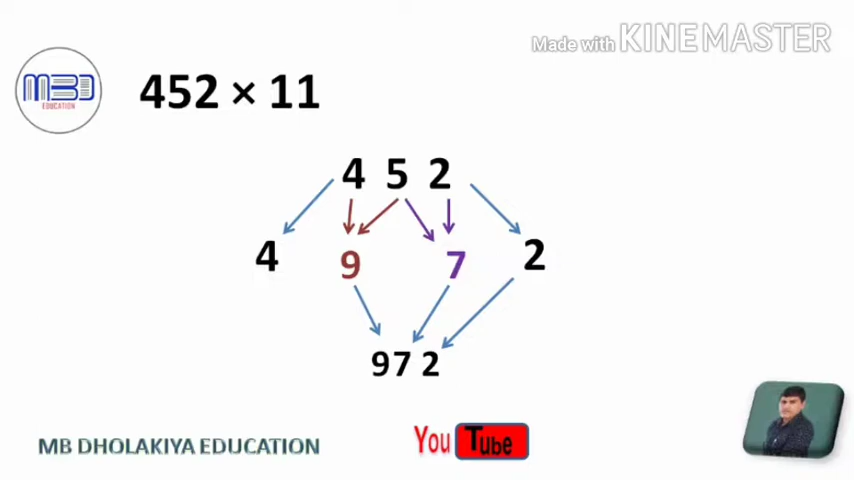 Made with KINEMASTER
MBD
EDUCATION
452 × 11
4 5 2
4 9 7 2
97 2
MB DHOLAKIYA EDUCATION
You Tube